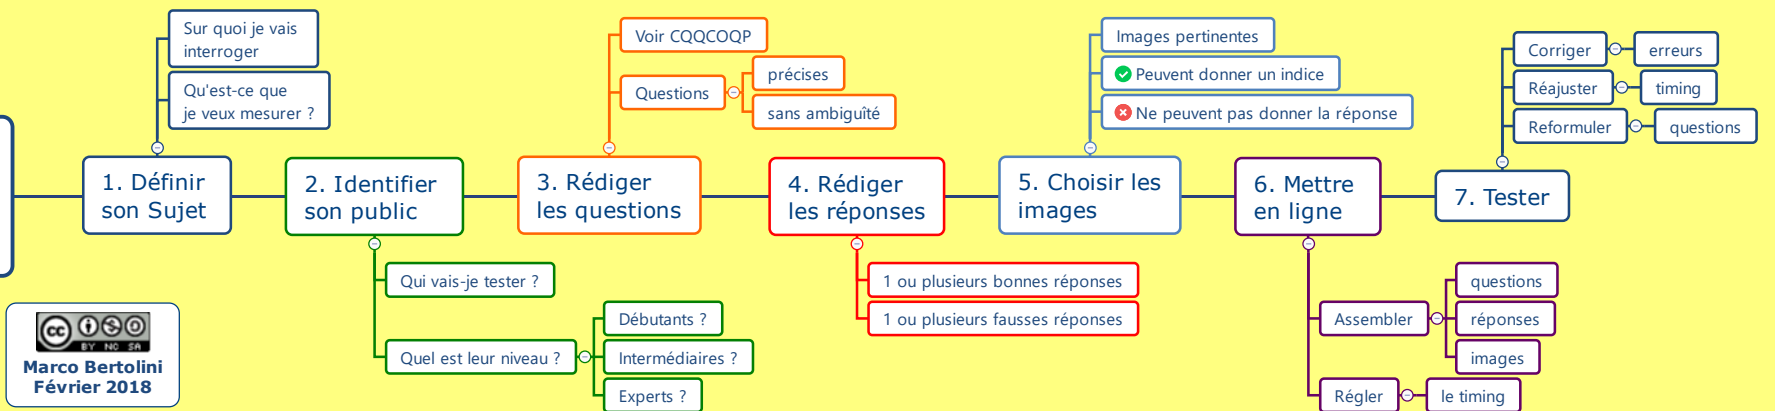 Sur quoi je vais
interroger
Qu'est-ce que
je veux mesurer ?
1. Définir
son Sujet
2. Identifier
son public
Qui vais-je tester ?
Quel est leur niveau ?
Débutants ?
Intermédiaires ?
Experts ?
Voir CQQCOQP
Questions
précises
sans ambiguîté
3. Rédiger
les questions
4. Rédiger
les réponses
1 ou plusieurs bonnes réponses
1 ou plusieurs fausses réponses
Images pertinentes
Peuvent donner un indice
Ne peuvent pas donner la réponse
5. Choisir les
images
6. Mettre
en ligne
Assembler
questions
réponses
images
Régler
le timing
Corriger
erreurs
Réajuster
timing
Reformuler
questions
7. Tester
cc
BY NC SA
Marco Bertolini
Février 2018